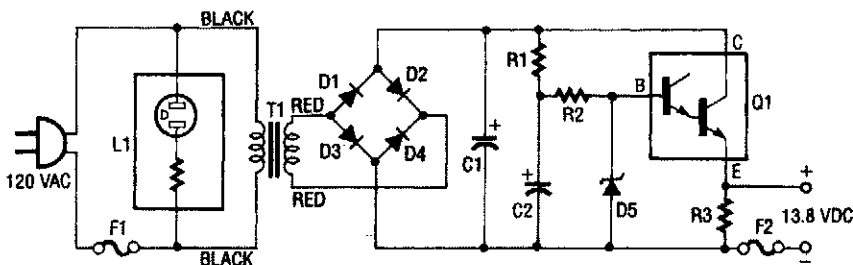 BLACK
120 VAC
L1
D
F1
BLACK
T1
RED
RED
D1
D2
D3
D4
C1
+
R1
R2
C2
+
D5
B
C
Q1
E
R3
F2
+
13.8 VDC
−